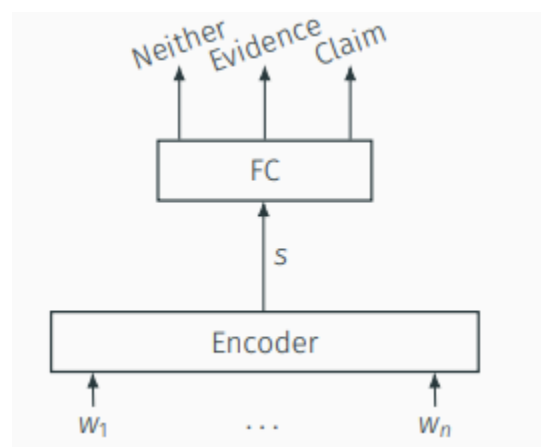 Neither Evidence Claim
FC
s
Encoder
w₁ ... wₙ